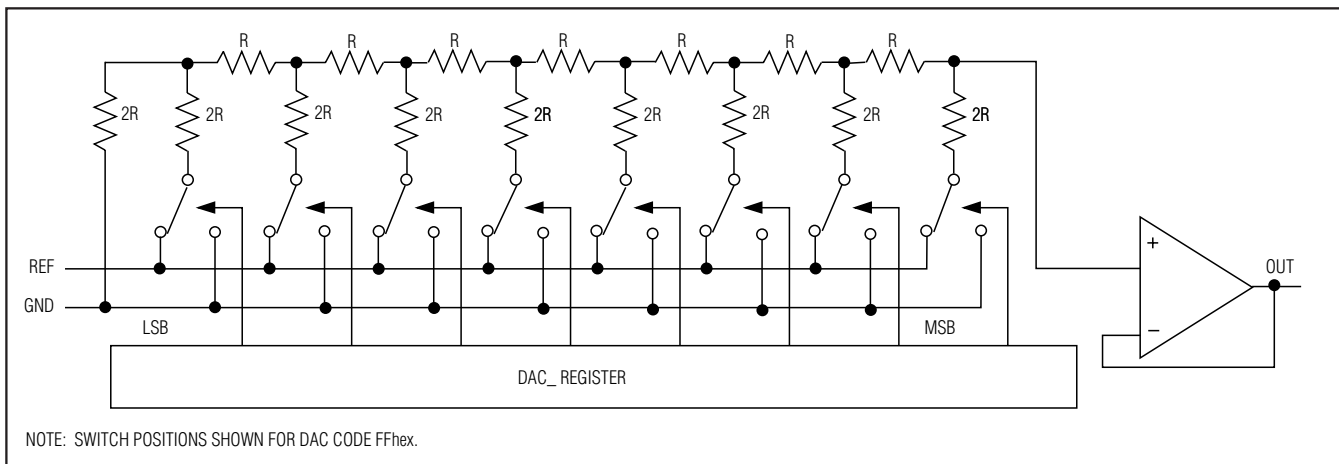 R R R R R R R
2R 2R 2R 2R 2R 2R 2R 2R 2R
+
REF
OUT
GND
LSB MSB
−
DAC_ REGISTER
NOTE: SWITCH POSITIONS SHOWN FOR DAC CODE FFhex.